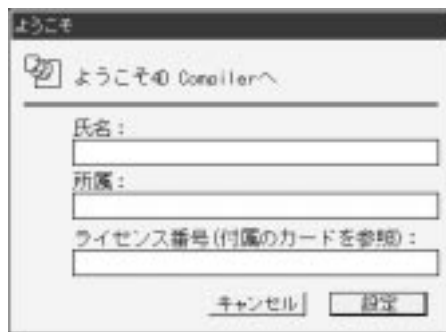 ようこそ
ようこそ4D Compilerへ
氏名：
所属：
ライセンス番号(付属のカードを参照)：
キャンセル 設定